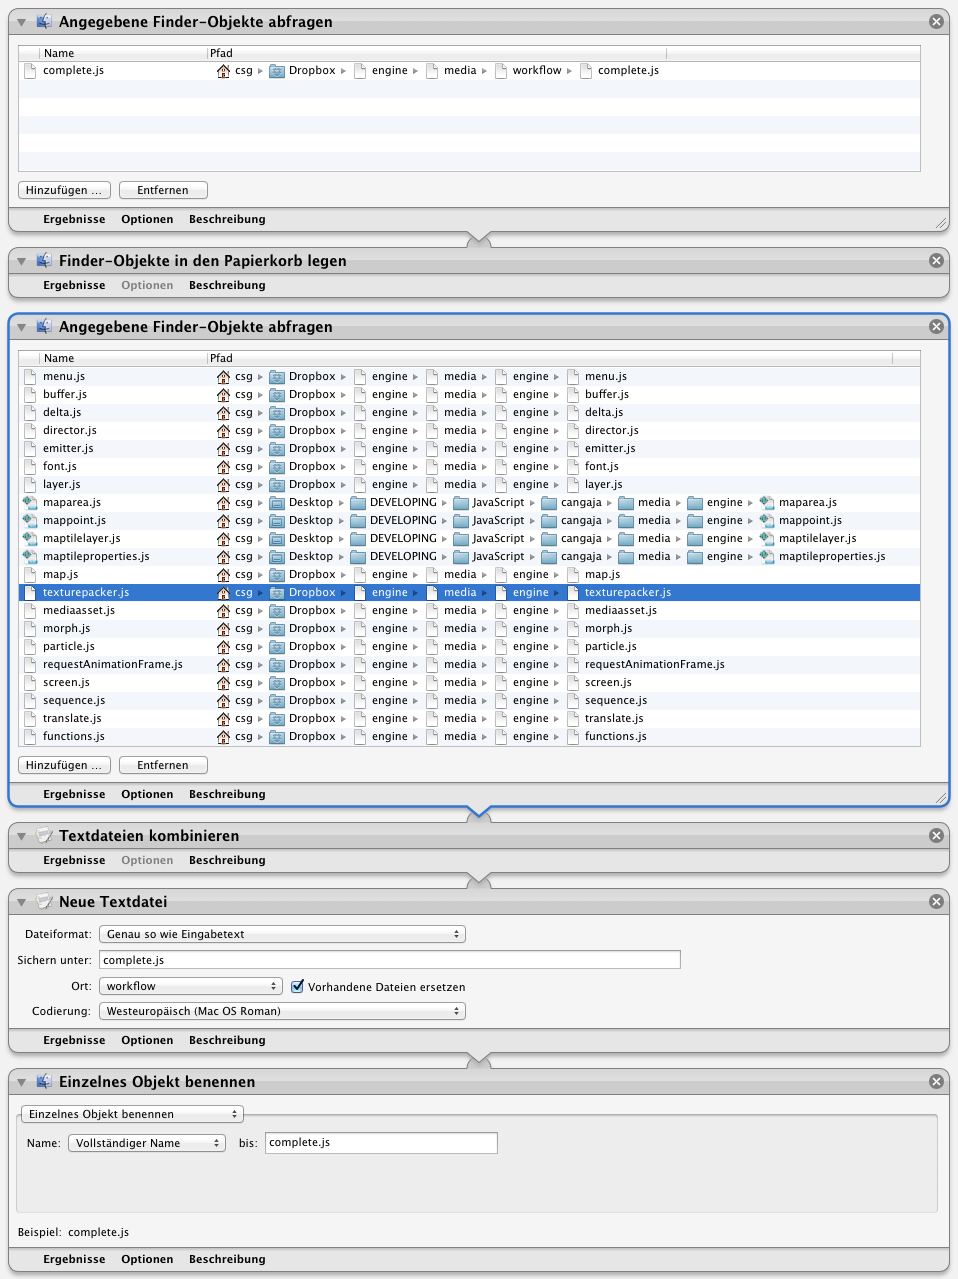 Angegebene Finder-Objekte abfragen
Name Pfad
complete.js csg Dropbox engine media workflow complete.js
Hinzufügen ... Entfernen
Ergebnisse Optionen Beschreibung
Finder-Objekte in den Papierkorb legen
Ergebnisse Optionen Beschreibung
Angegebene Finder-Objekte abfragen
Name Pfad
menu.js csg Dropbox engine media engine menu.js
buffer.js csg Dropbox engine media engine buffer.js
delta.js csg Dropbox engine media engine delta.js
director.js csg Dropbox engine media engine director.js
emitter.js csg Dropbox engine media engine emitter.js
font.js csg Dropbox engine media engine font.js
layer.js csg Dropbox engine media engine layer.js
maparea.js csg Desktop DEVELOPING JavaScript cangaja media engine maparea.js
mappoint.js csg Desktop DEVELOPING JavaScript cangaja media engine mappoint.js
maptilelayer.js csg Desktop DEVELOPING JavaScript cangaja media engine maptilelayer.js
maptileproperties.js csg Desktop DEVELOPING JavaScript cangaja media engine maptileproperties.js
map.js csg Dropbox engine media engine map.js
texturepacker.js csg Dropbox engine media engine texturepacker.js
mediaasset.js csg Dropbox engine media engine mediaasset.js
morph.js csg Dropbox engine media engine morph.js
particle.js csg Dropbox engine media engine particle.js
requestAnimationFrame.js csg Dropbox engine media engine requestAnimationFrame.js
screen.js csg Dropbox engine media engine screen.js
sequence.js csg Dropbox engine media engine sequence.js
translate.js csg Dropbox engine media engine translate.js
functions.js csg Dropbox engine media engine functions.js
Hinzufügen ... Entfernen
Ergebnisse Optionen Beschreibung
Textdateien kombinieren
Ergebnisse Optionen Beschreibung
Neue Textdatei
Dateiformat: Genau so wie Eingabetext
Sichern unter: complete.js
Ort: workflow Vorhandene Dateien ersetzen
Codierung: Westeuropäisch (Mac OS Roman)
Ergebnisse Optionen Beschreibung
Einzelnes Objekt benennen
Einzelnes Objekt benennen
Name: Vollständiger Name bis: complete.js
Beispiel: complete.js
Ergebnisse Optionen Beschreibung